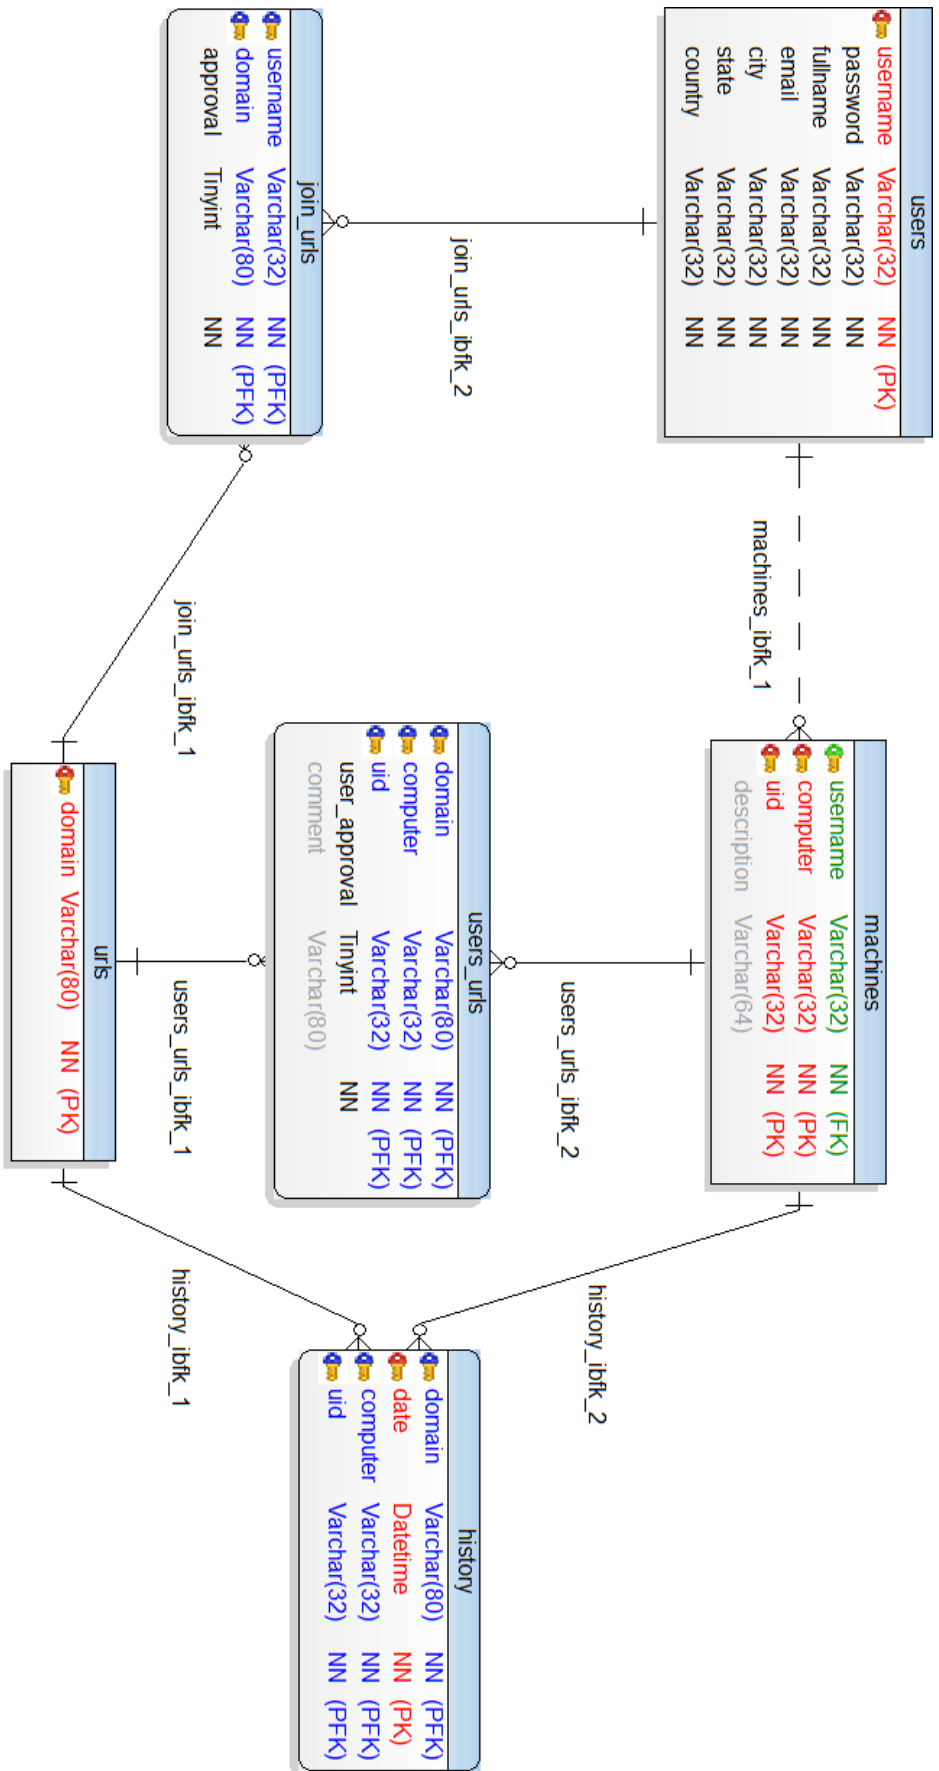 users
username Varchar(32) NN (PK)
password Varchar(32) NN
fullname Varchar(32) NN
email Varchar(32) NN
city Varchar(32) NN
state Varchar(32) NN
country Varchar(32) NN
machines_ibfk_1
machines
username Varchar(32) NN (FK)
computer Varchar(32) NN (PK)
uid Varchar(32) NN (PK)
description Varchar(64)
join_urls_ibfk_2
users_urls_ibfk_2
history_ibfk_2
join_urls
username Varchar(32) NN (PFK)
domain Varchar(80) NN (PFK)
approval Tinyint NN
users_urls
domain Varchar(80) NN (PFK)
computer Varchar(32) NN (PFK)
uid Varchar(32) NN (PFK)
user_approval Tinyint NN
comment Varchar(80)
history
domain Varchar(80) NN (PFK)
date Datetime NN (PK)
computer Varchar(32) NN (PFK)
uid Varchar(32) NN (PFK)
join_urls_ibfk_1
users_urls_ibfk_1
history_ibfk_1
urls
domain Varchar(80) NN (PK)